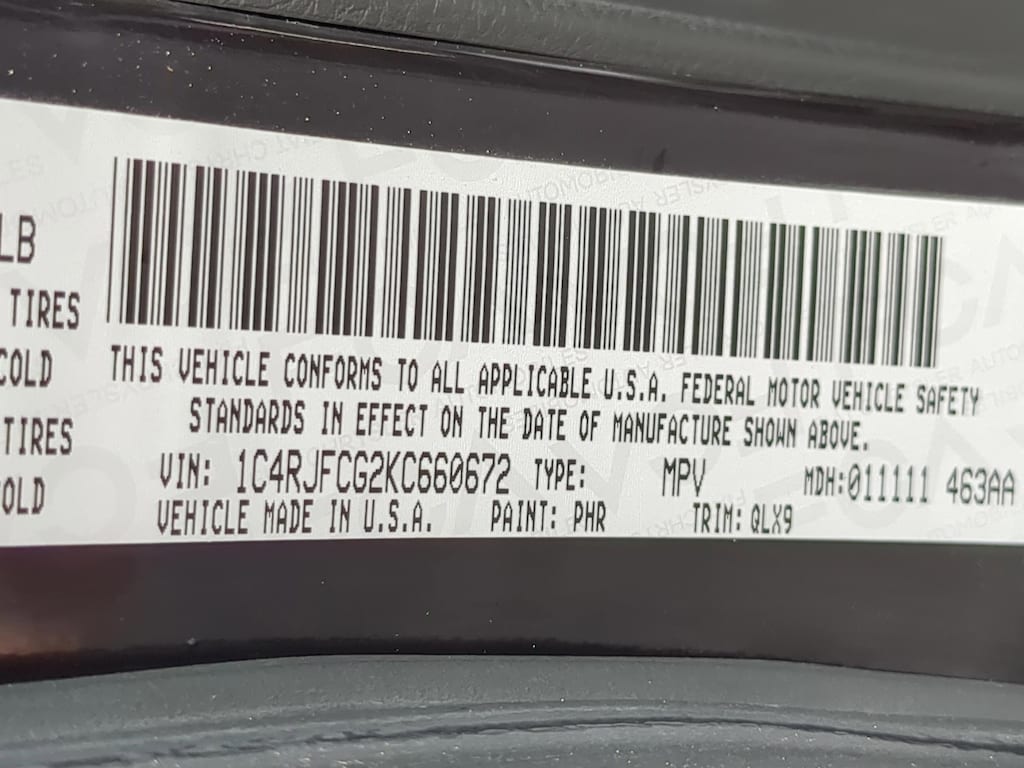 LB
TIRES
COLD
TIRES
COLD
THIS VEHICLE CONFORMS TO ALL APPLICABLE U.S.A. FEDERAL MOTOR VEHICLE SAFETY
STANDARDS IN EFFECT ON THE DATE OF MANUFACTURE SHOWN ABOVE.
VIN: 1C4RJFCG2KC660672 TYPE: MPV MDH:011111 463AA
VEHICLE MADE IN U.S.A. PAINT: PHR TRIM: QLX9